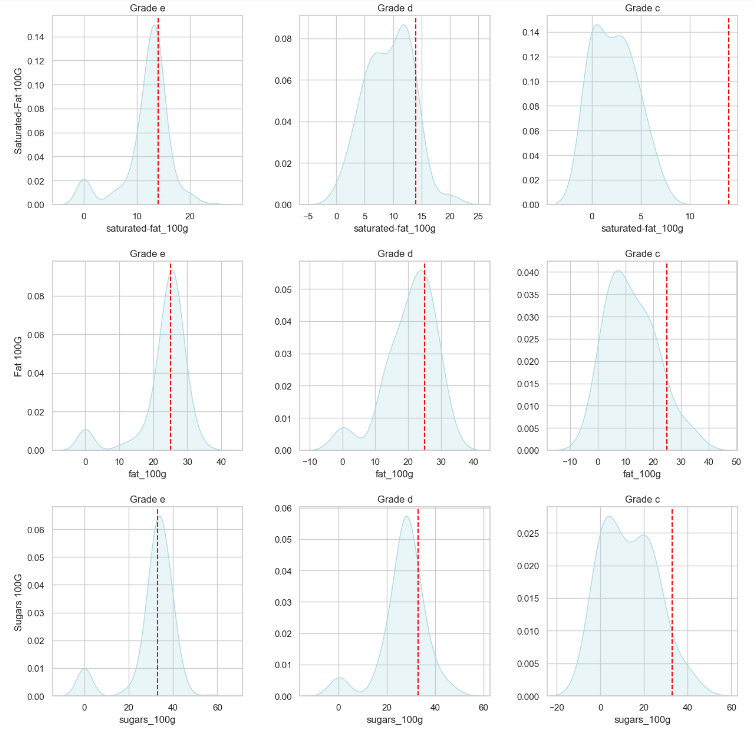 Grade e
Grade d
Grade c
Saturated-Fat 100G
0.14
0.12
0.10
0.08
0.06
0.04
0.02
0.00
0 20
saturated-fat_100g
0.08
0.06
0.04
0.02
0.00
-5 0 5 10 15 20 25
saturated-fat_100g
0.14
0.12
0.10
0.08
0.06
0.04
0.02
0.00
0 5 10
saturated-fat_100g
Grade e
Grade d
Grade c
Fat 100G
0.08
0.06
0.04
0.02
0.00
0 10 20 30 40
fat_100g
0.05
0.04
0.03
0.02
0.01
0.00
-10 0 10 20 30 40
fat_100g
0.040
0.035
0.030
0.025
0.020
0.015
0.010
0.005
0.000
-10 0 10 20 30 40 50
fat_100g
Grade e
Grade d
Grade c
Sugars 100G
0.06
0.05
0.04
0.03
0.02
0.01
0.00
0 20 40 60
sugars_100g
0.06
0.05
0.04
0.03
0.02
0.01
0.00
0 20 40 60
sugars_100g
0.025
0.020
0.015
0.010
0.005
0.000
-20 0 20 40 60
sugars_100g